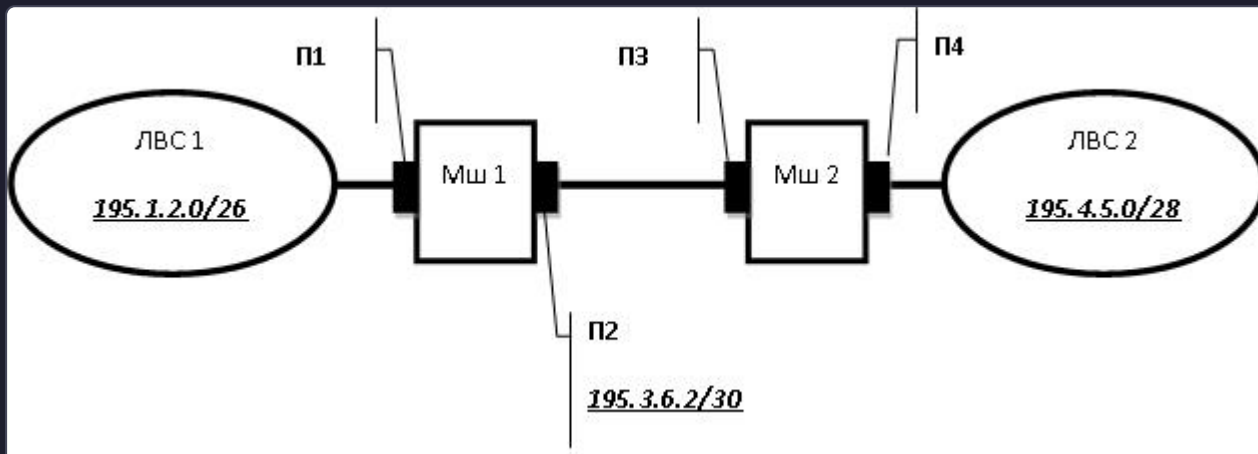 П1
П3
П4
ЛВС 1
195.1.2.0/26
Мш 1
Мш 2
ЛВС 2
195.4.5.0/28
П2
195.3.6.2/30